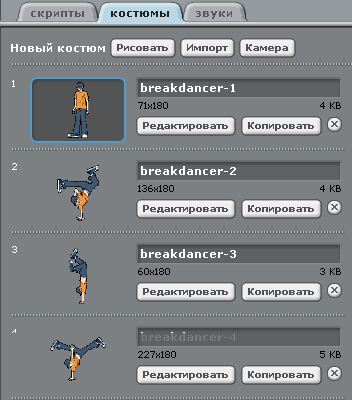 скрипты костюмы звуки
Новый костюм Рисовать Импорт Камера
1
breakdancer-1
71x180 4 KB
Редактировать Копировать
2
breakdancer-2
136x180 4 KB
Редактировать Копировать
3
breakdancer-3
60x180 3 KB
Редактировать Копировать
4
breakdancer-4
227x180 5 KB
Редактировать Копировать